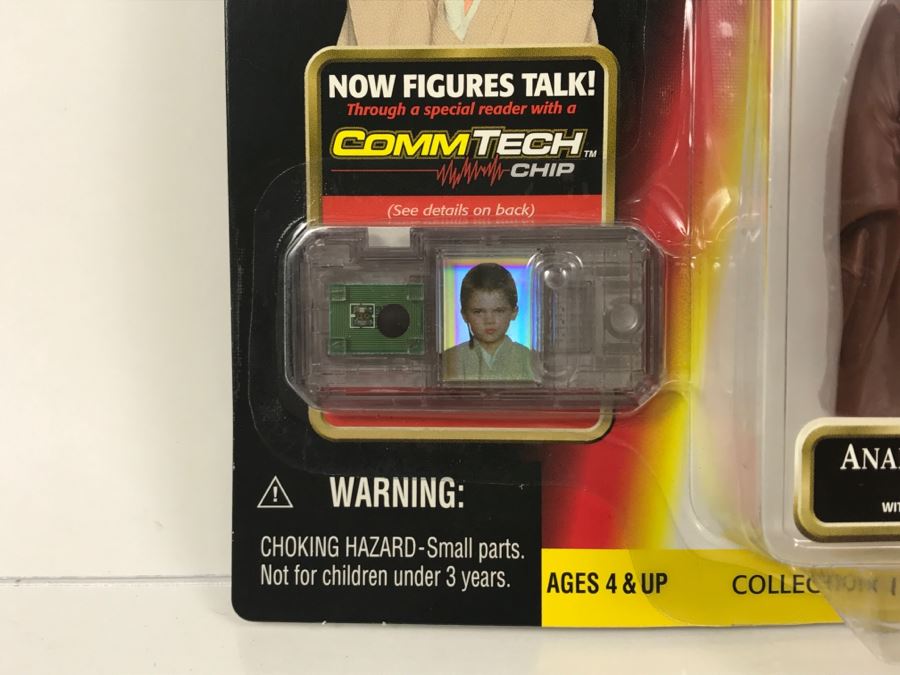 NOW FIGURES TALK!
Through a special reader with a
COMMTECH™
CHIP
(See details on back)
WARNING:
CHOKING HAZARD-Small parts.
Not for children under 3 years.
AGES 4 & UP